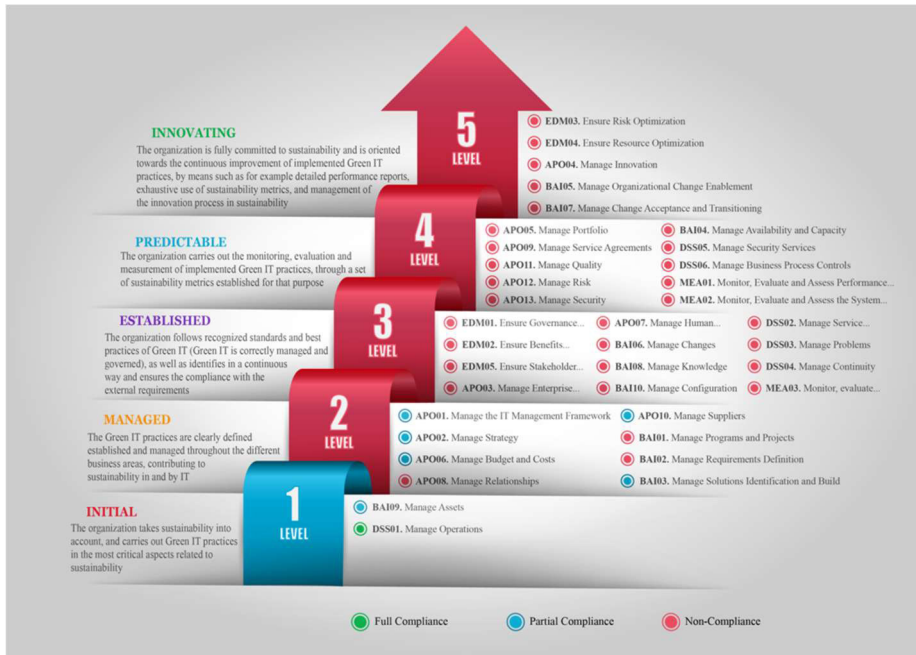 5
LEVEL
INNOVATING
The organization is fully committed to sustainability and is oriented
towards the continuous improvement of implemented Green IT
practices, by means such as for example detailed performance reports,
exhaustive use of sustainability metrics, and management of
the innovation process in sustainability
EDM03. Ensure Risk Optimization
EDM04. Ensure Resource Optimization
APO04. Manage Innovation
BAI05. Manage Organizational Change Enablement
BAI07. Manage Change Acceptance and Transitioning
4
LEVEL
PREDICTABLE
The organization carries out the monitoring, evaluation and
measurement of implemented Green IT practices, through a set
of sustainability metrics established for that purpose
APO05. Manage Portfolio
APO09. Manage Service Agreements
APO11. Manage Quality
APO12. Manage Risk
APO13. Manage Security
BAI04. Manage Availability and Capacity
DSS05. Manage Security Services
DSS06. Manage Business Process Controls
MEA01. Monitor, Evaluate and Assess Performance...
MEA02. Monitor, Evaluate and Assess the System...
3
LEVEL
ESTABLISHED
The organization follows recognized standards and best
practices of Green IT (Green IT is correctly managed and
governed), as well as identifies in a continuous
way and ensures the compliance with the
external requirements
EDM01. Ensure Governance...
EDM02. Ensure Benefits...
EDM05. Ensure Stakeholder...
APO03. Manage Enterprise...
APO07. Manage Human...
BAI06. Manage Changes
BAI08. Manage Knowledge
BAI10. Manage Configuration
DSS02. Manage Service...
DSS03. Manage Problems
DSS04. Manage Continuity
MEA03. Monitor, evaluate...
2
LEVEL
MANAGED
The Green IT practices are clearly defined
established and managed throughout the different
business areas, contributing to
sustainability in and by IT
APO01. Manage the IT Management Framework
APO02. Manage Strategy
APO06. Manage Budget and Costs
APO08. Manage Relationships
APO10. Manage Suppliers
BAI01. Manage Programs and Projects
BAI02. Manage Requirements Definition
BAI03. Manage Solutions Identification and Build
1
LEVEL
INITIAL
The organization takes sustainability into
account, and carries out Green IT practices
in the most critical aspects related to
sustainability
BAI09. Manage Assets
DSS01. Manage Operations
Full Compliance
Partial Compliance
Non-Compliance